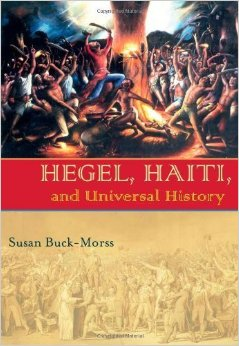 HEGEL, HAITI,
and Universal History
Susan Buck-Morss